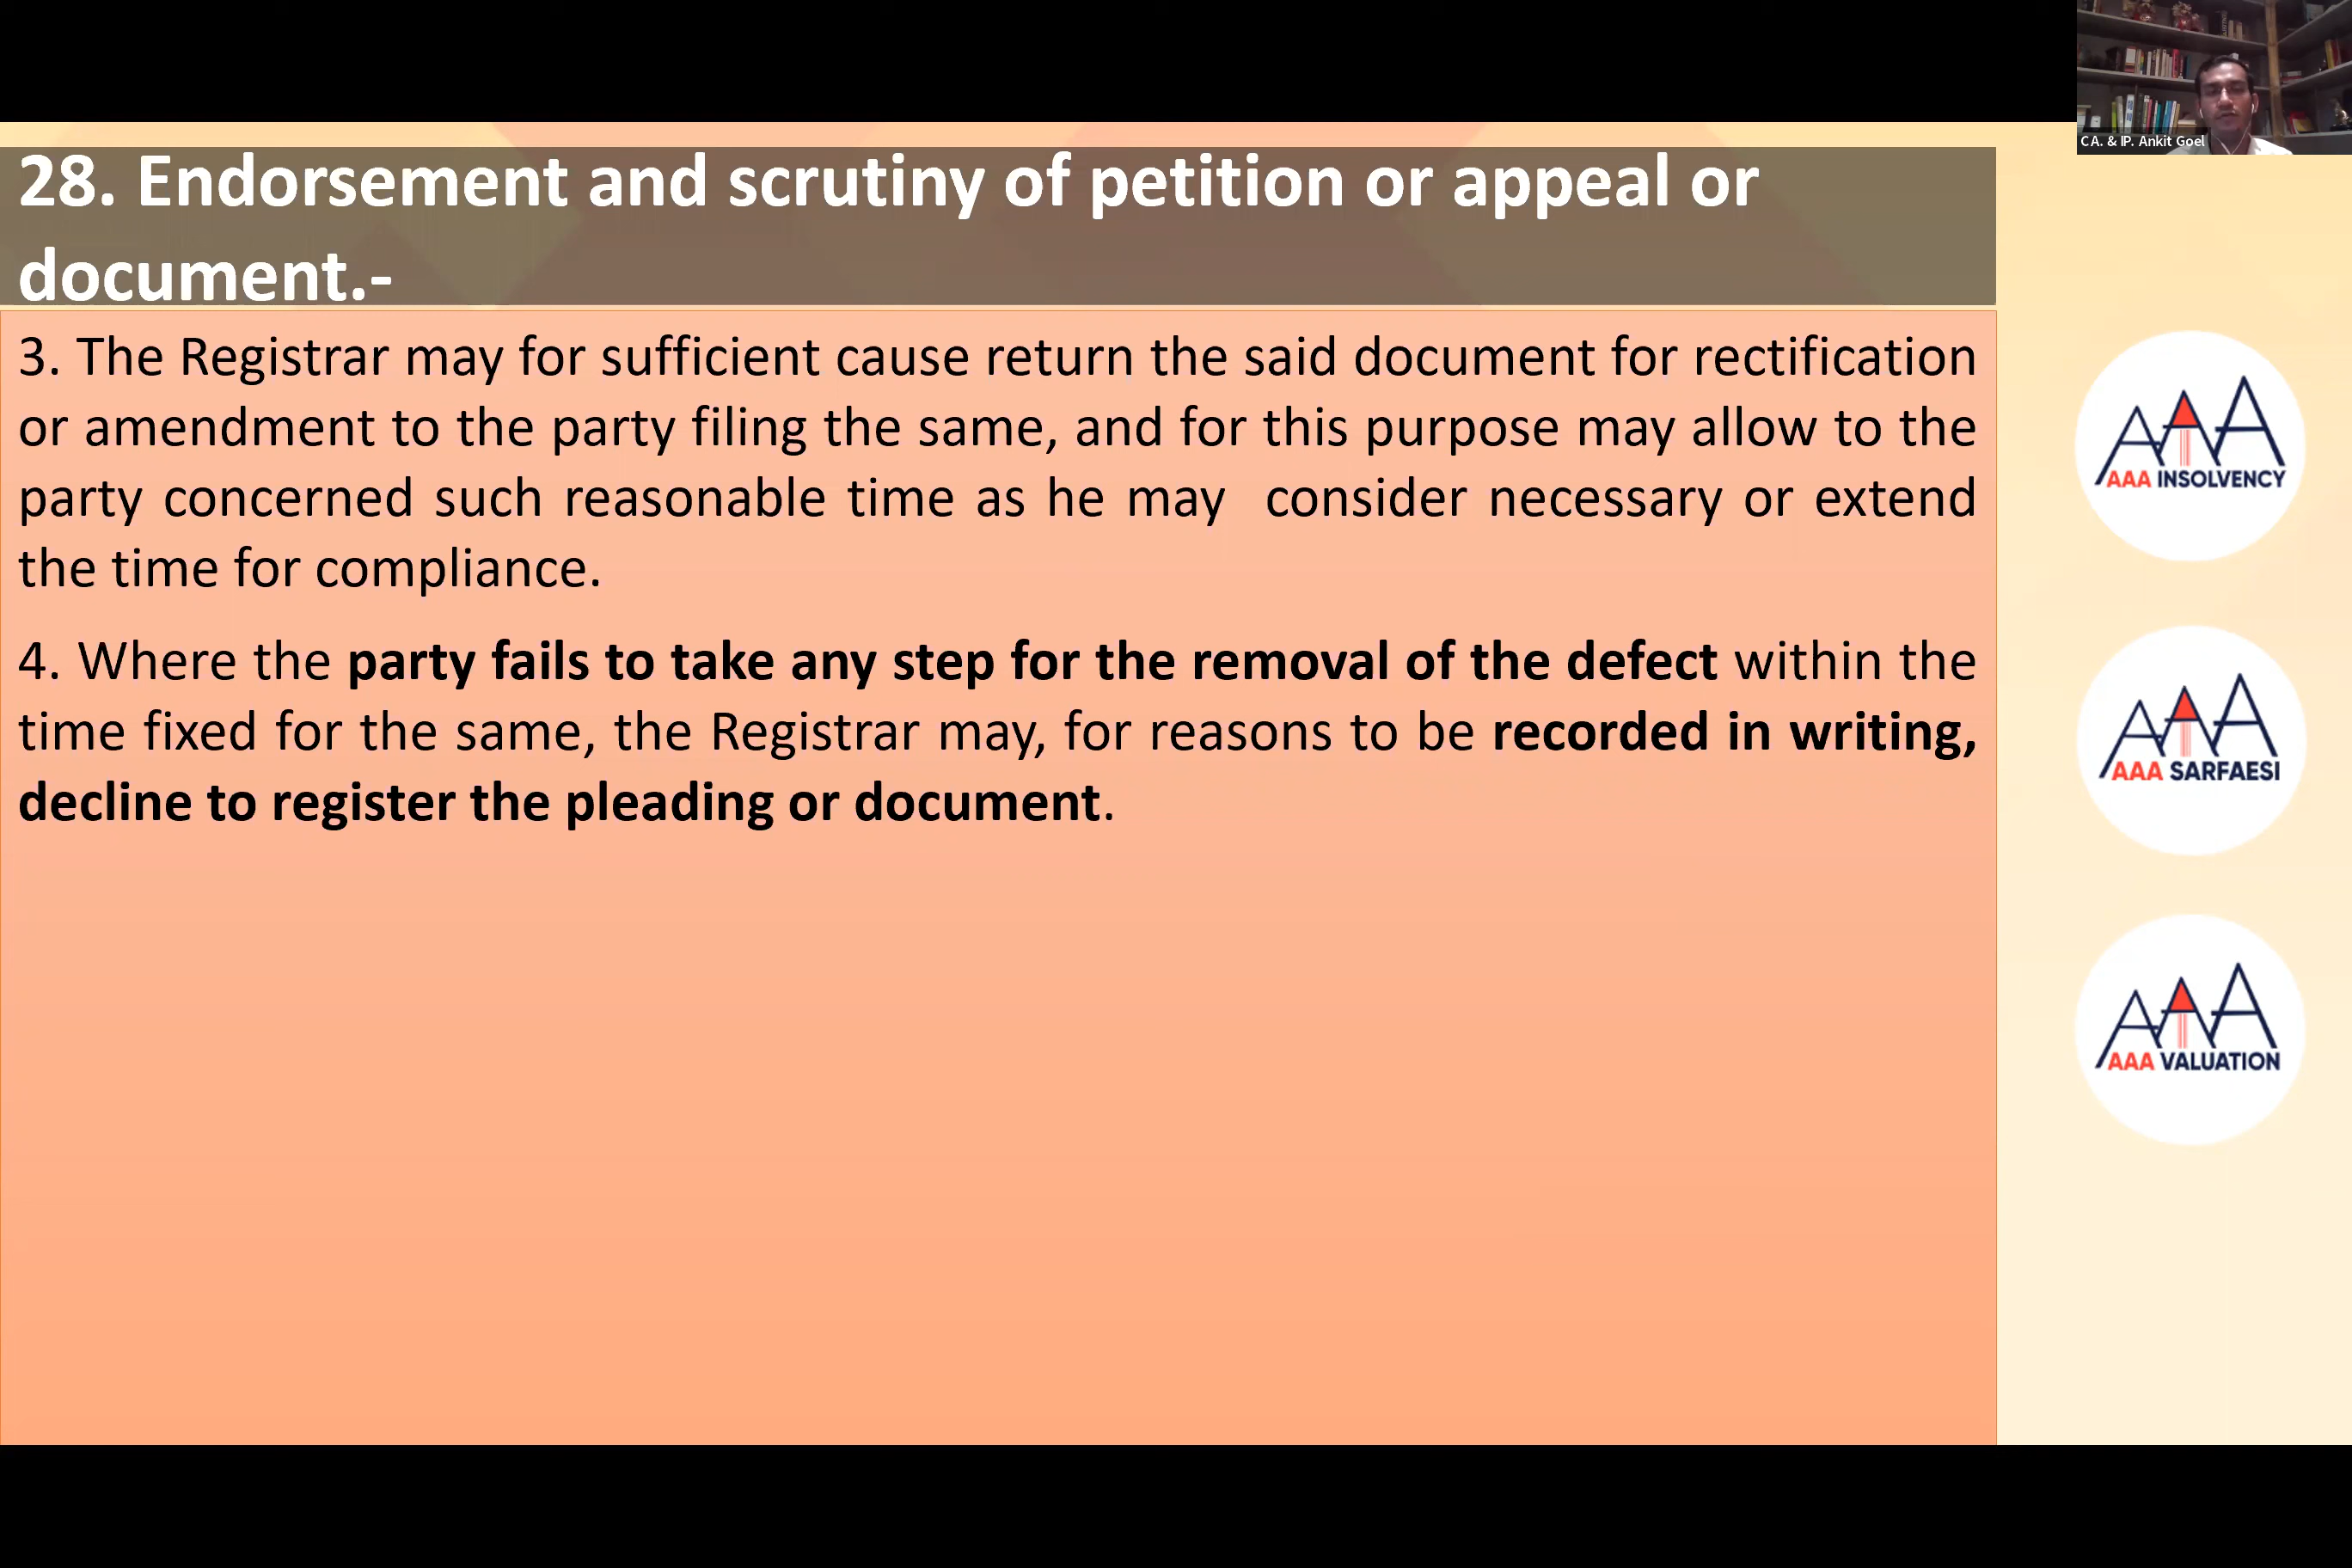 CA. & IP. Ankit Goel
28. Endorsement and scrutiny of petition or appeal or
document.-
3. The Registrar may for sufficient cause return the said document for rectification
or amendment to the party filing the same, and for this purpose may allow to the
party concerned such reasonable time as he may consider necessary or extend
the time for compliance.
4. Where the party fails to take any step for the removal of the defect within the
time fixed for the same, the Registrar may, for reasons to be recorded in writing,
decline to register the pleading or document.
AAA INSOLVENCY
AAA SARFAESI
AAA VALUATION